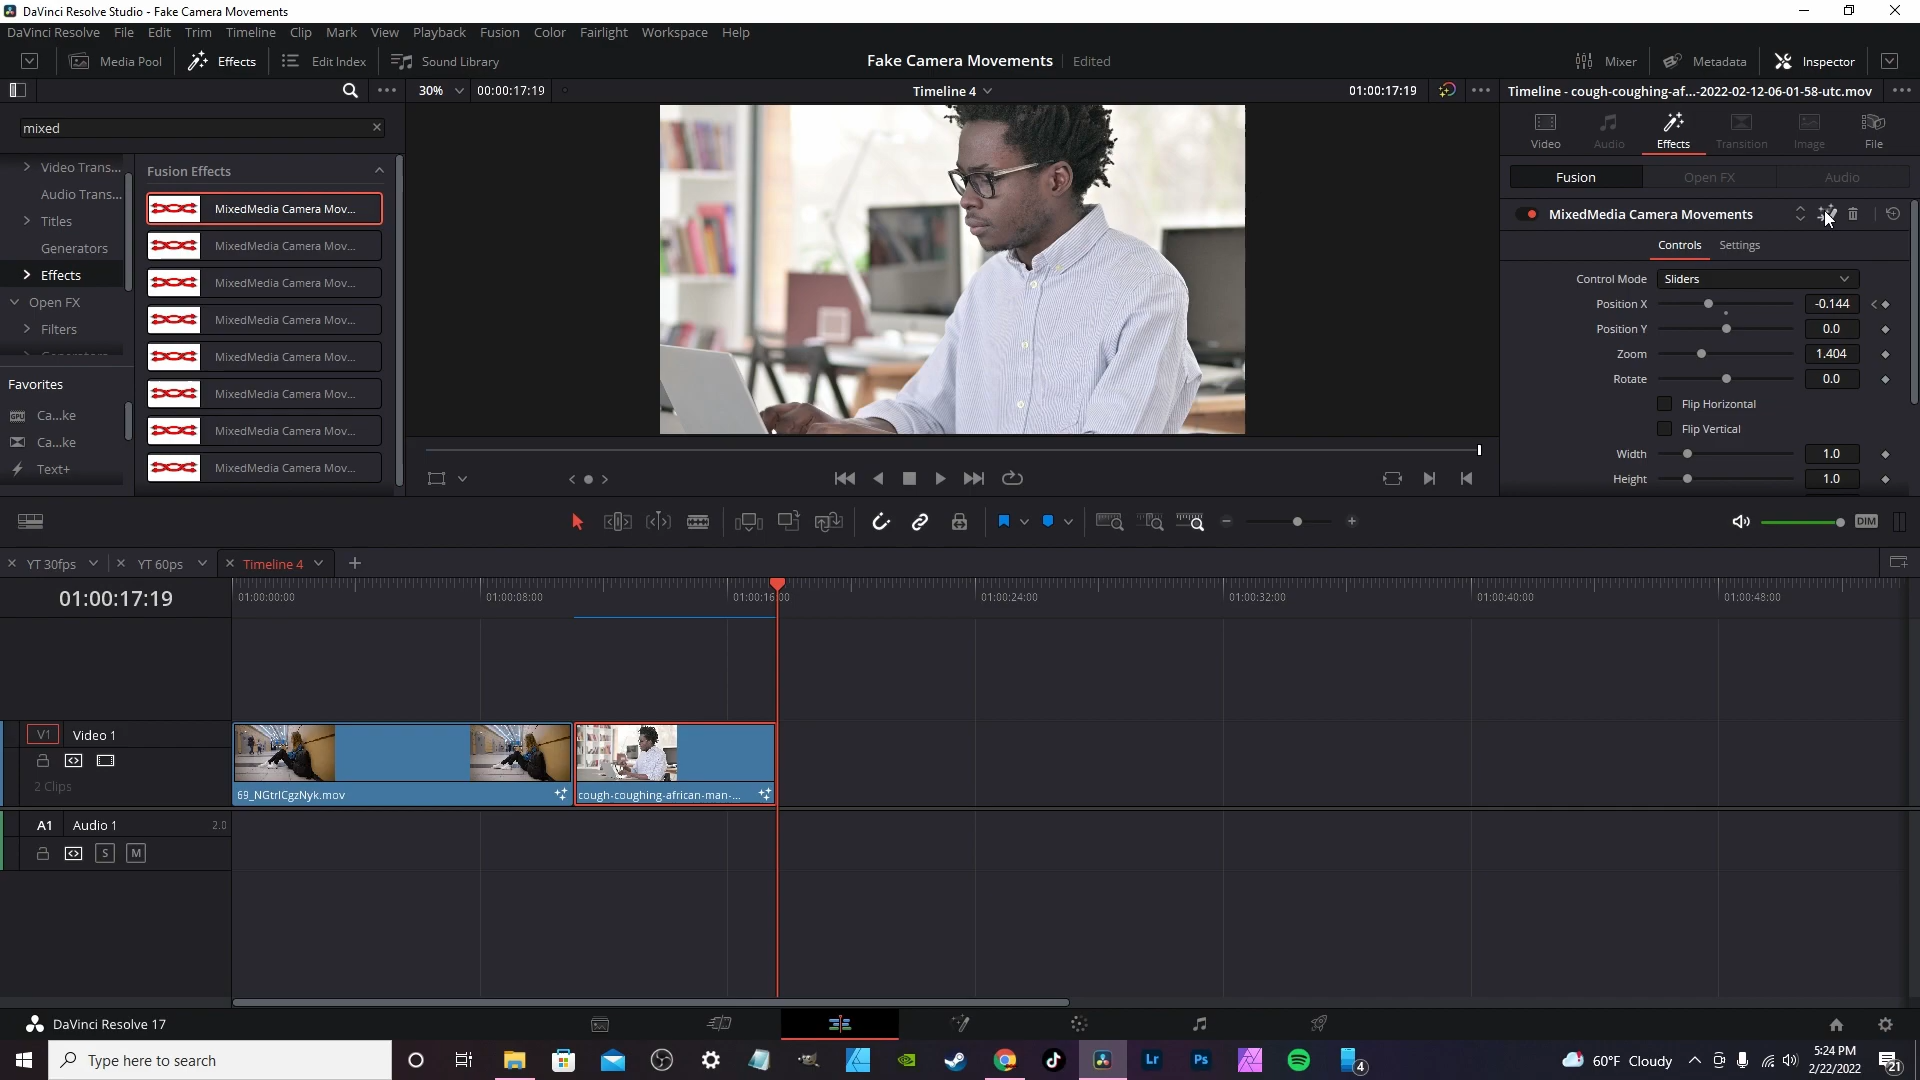 DaVinci Resolve Studio - Fake Camera Movements
DaVinci Resolve File Edit Trim Timeline Clip Mark View Playback Fusion Color Fairlight Workspace Help
Media Pool Effects Edit Index Sound Library Fake Camera Movements Edited Mixer Metadata Inspector
30% 00:00:17:19 Timeline 4 01:00:17:19 Timeline - cough-coughing-af...-2022-02-12-06-01-58-utc.mov
mixed
Video Audio Effects Transition Image File
Video Trans...
Audio Trans...
Titles
Generators
Effects
Open FX
Filters
Favorites
Ca...ke
Ca...ke
Text+
Fusion Effects
MixedMedia Camera Mov...
MixedMedia Camera Mov...
MixedMedia Camera Mov...
MixedMedia Camera Mov...
MixedMedia Camera Mov...
MixedMedia Camera Mov...
MixedMedia Camera Mov...
MixedMedia Camera Mov...
Fusion Open FX Audio
MixedMedia Camera Movements
Controls Settings
Control Mode Sliders
Position X -0.144
Position Y 0.0
Zoom 1.404
Rotate 0.0
Flip Horizontal
Flip Vertical
Width 1.0
Height 1.0
DIM
YT 30fps YT 60ps Timeline 4
01:00:17:19
01:00:00:00 01:00:08:00 01:00:16:00 01:00:24:00 01:00:32:00 01:00:40:00 01:00:48:00
V1 Video 1
2 Clips
69_NGtrlCgzNyk.mov cough-coughing-african-man-...
A1 Audio 1 2.0
S M
DaVinci Resolve 17
Type here to search
Lr Ps 4 60°F Cloudy
5:24 PM
2/22/2022
21